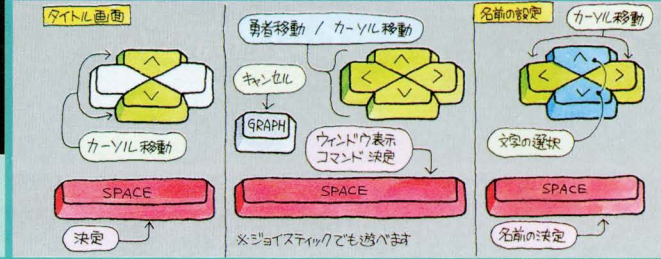 タイトル画面
カーソル移動
SPACE
決定
勇者移動 / カーソル移動
キャンセル
GRAPH
ウィンドウ表示
コマンド決定
SPACE
※ジョイスティックでも遊べます
名前の設定
カーソル移動
文字の選択
SPACE
名前の決定